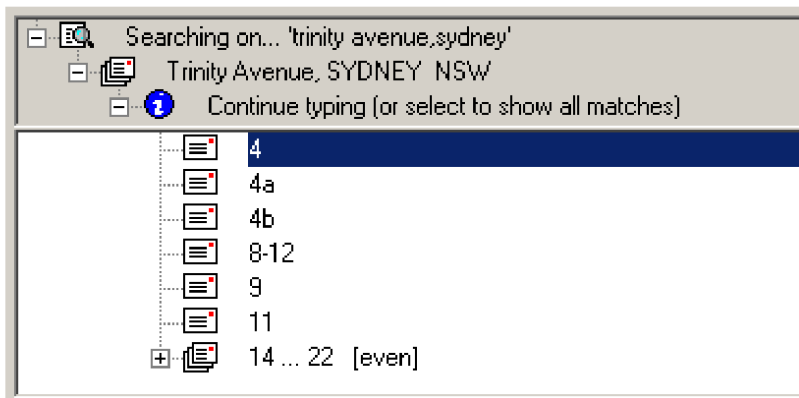 Searching on... 'trinity avenue,sydney'
Trinity Avenue, SYDNEY NSW
Continue typing (or select to show all matches)
4
4a
4b
8-12
9
11
14 ... 22 [even]